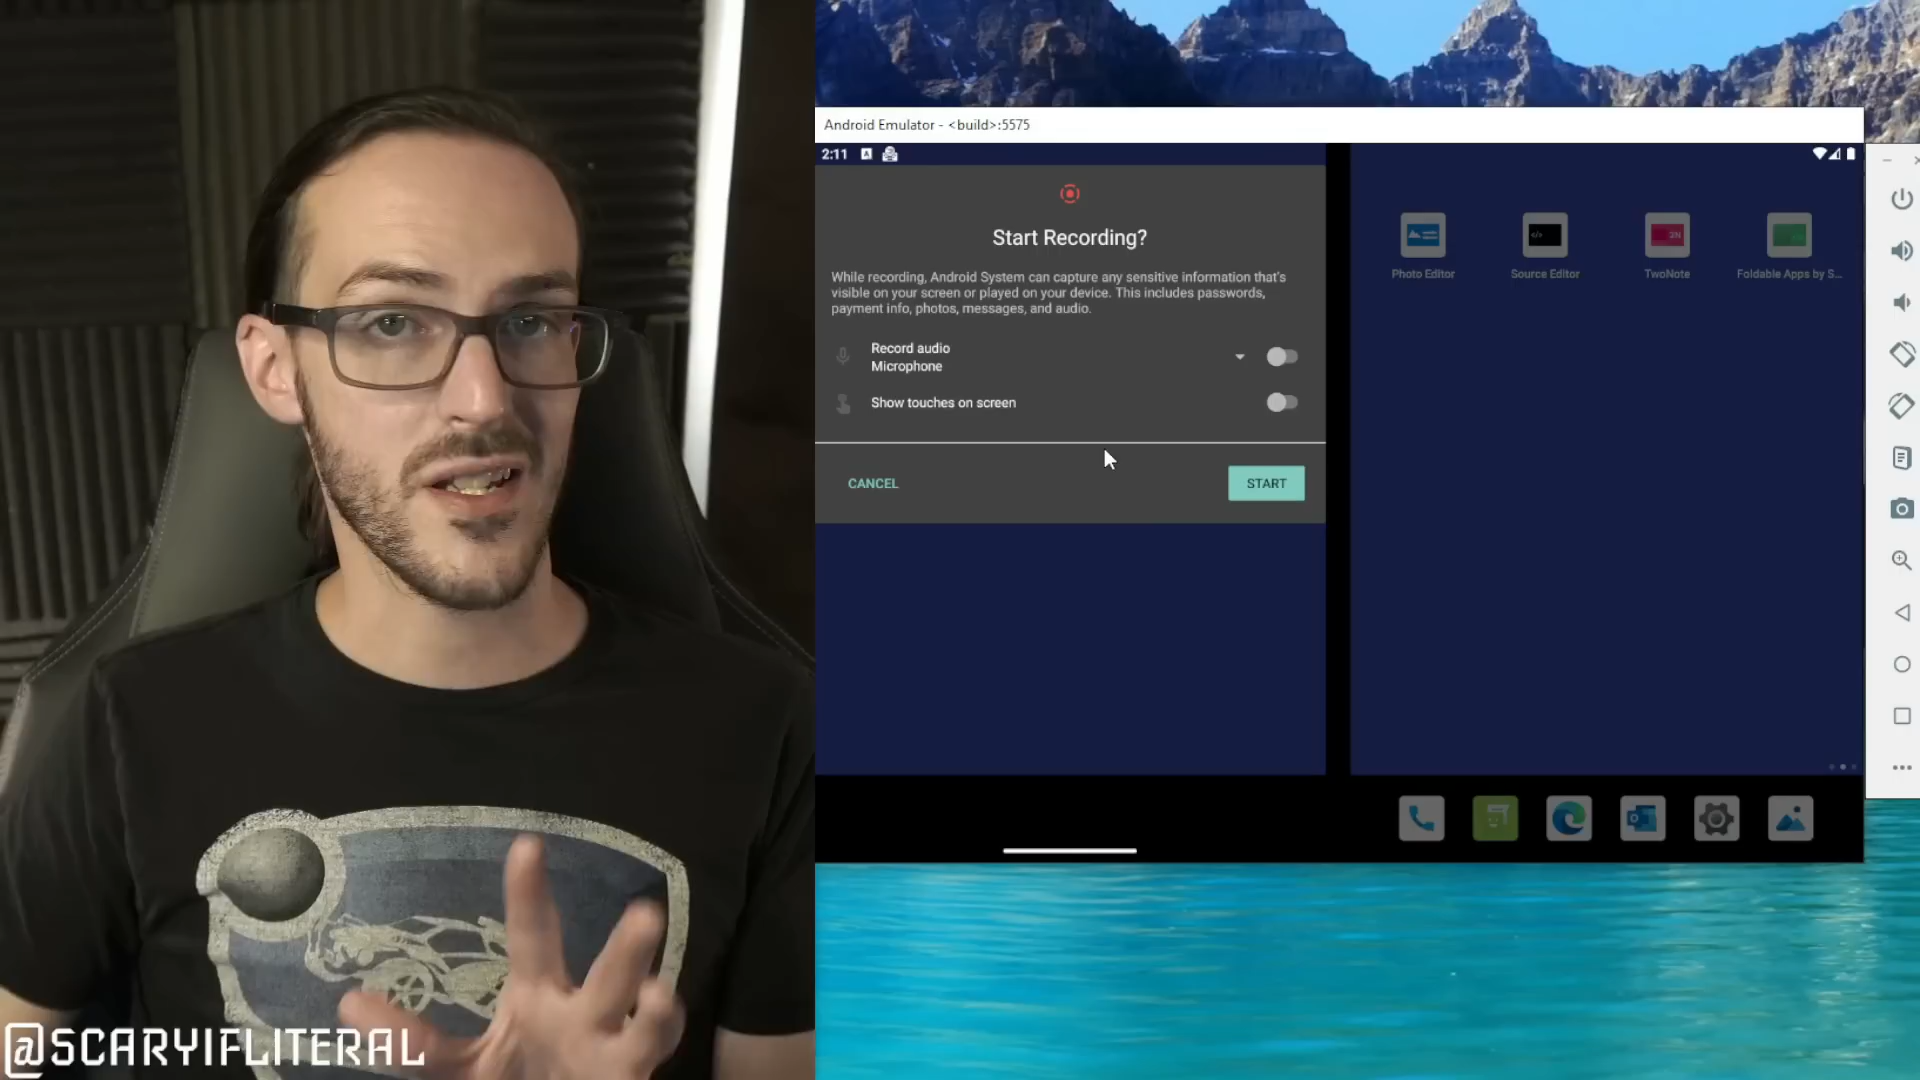 Android Emulator - <build>:5575
2:11
A
Start Recording?
While recording, Android System can capture any sensitive information that's
visible on your screen or played on your device. This includes passwords,
payment info, photos, messages, and audio.
Record audio
Microphone
Show touches on screen
CANCEL
START
Photo Editor
Source Editor
2N
TwoNote
Foldable Apps by S...
@SCARYIFLITERAL